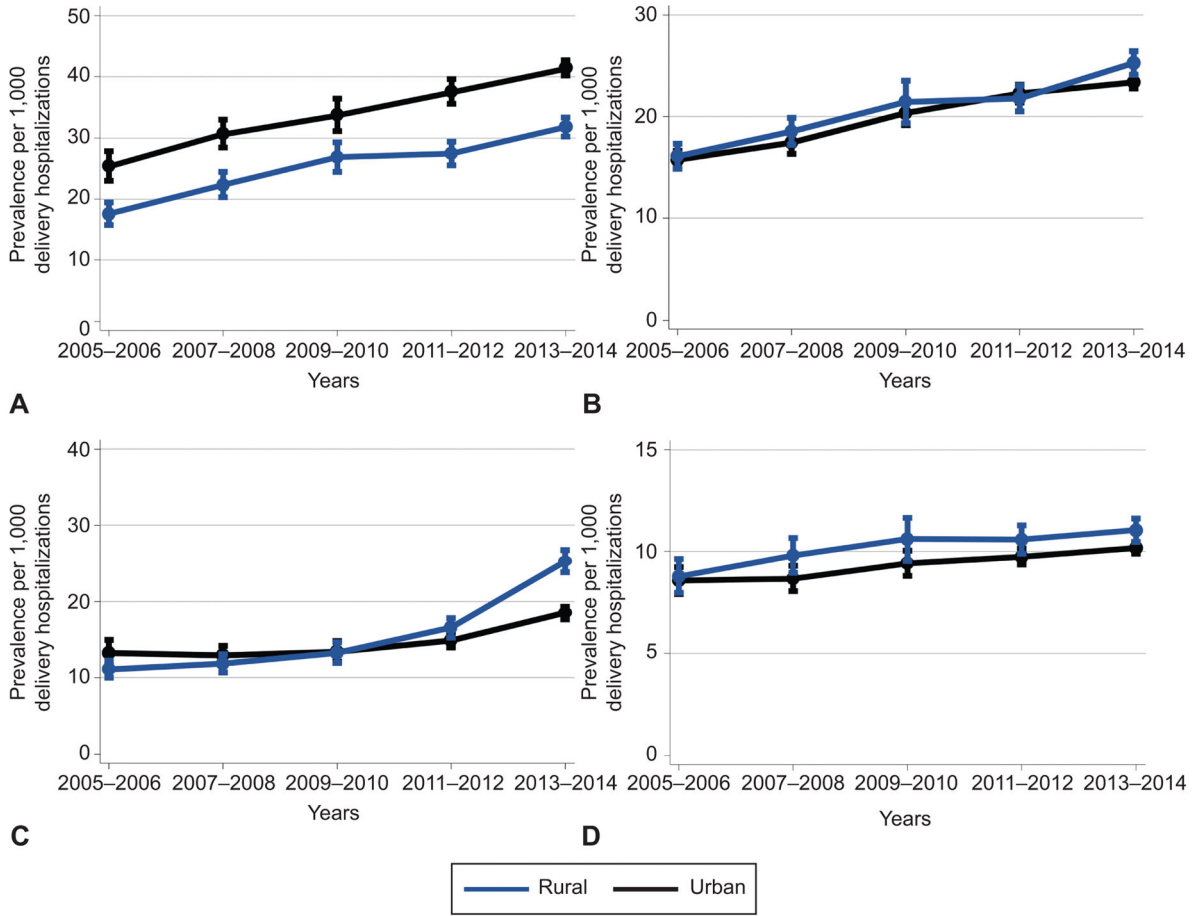 Prevalence per 1,000
delivery hospitalizations
50
40
30
20
10
0
2005–2006 2007–2008 2009–2010 2011–2012 2013–2014
Years
A
Prevalence per 1,000
delivery hospitalizations
30
20
10
0
2005–2006 2007–2008 2009–2010 2011–2012 2013–2014
Years
B
Prevalence per 1,000
delivery hospitalizations
40
30
20
10
0
2005–2006 2007–2008 2009–2010 2011–2012 2013–2014
Years
C
Prevalence per 1,000
delivery hospitalizations
15
10
5
0
2005–2006 2007–2008 2009–2010 2011–2012 2013–2014
Years
D
Rural Urban